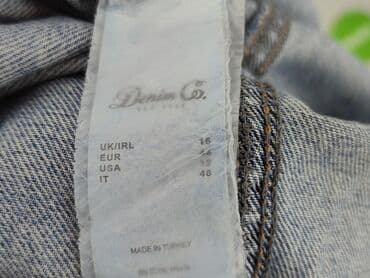 Denim Co.
UK/IRL 16
EUR 44
USA 12
IT 48
MADE IN TURKEY